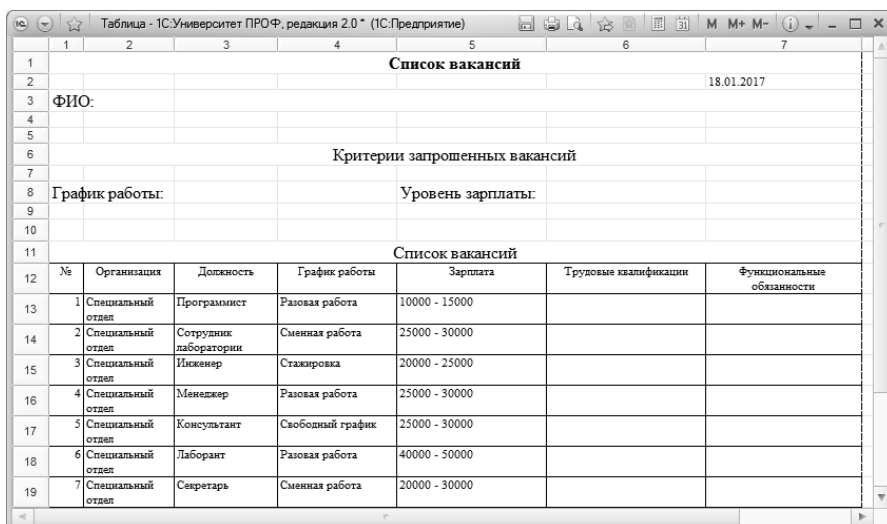 Таблица - 1С:Университет ПРОФ, редакция 2.0 * (1С:Предприятие) M M+ M-
1 2 3 4 5 6 7
1 Список вакансий
2 18.01.2017
3 ФИО:
4
5
6 Критерии запрошенных вакансий
7
8 График работы: Уровень зарплаты:
9
10
11 Список вакансий
12 № Организация Должность График работы Зарплата Трудовые квалификации Функциональные
обязанности
13 1 Специальный Программист Разовая работа 10000 - 15000
отдел
14 2 Специальный Сотрудник Сменная работа 25000 - 30000
отдел лаборатории
15 3 Специальный Инженер Стажировка 20000 - 25000
отдел
16 4 Специальный Менеджер Разовая работа 25000 - 30000
отдел
17 5 Специальный Консультант Свободный график 25000 - 30000
отдел
18 6 Специальный Лаборант Разовая работа 40000 - 50000
отдел
19 7 Специальный Секретарь Сменная работа 20000 - 30000
отдел